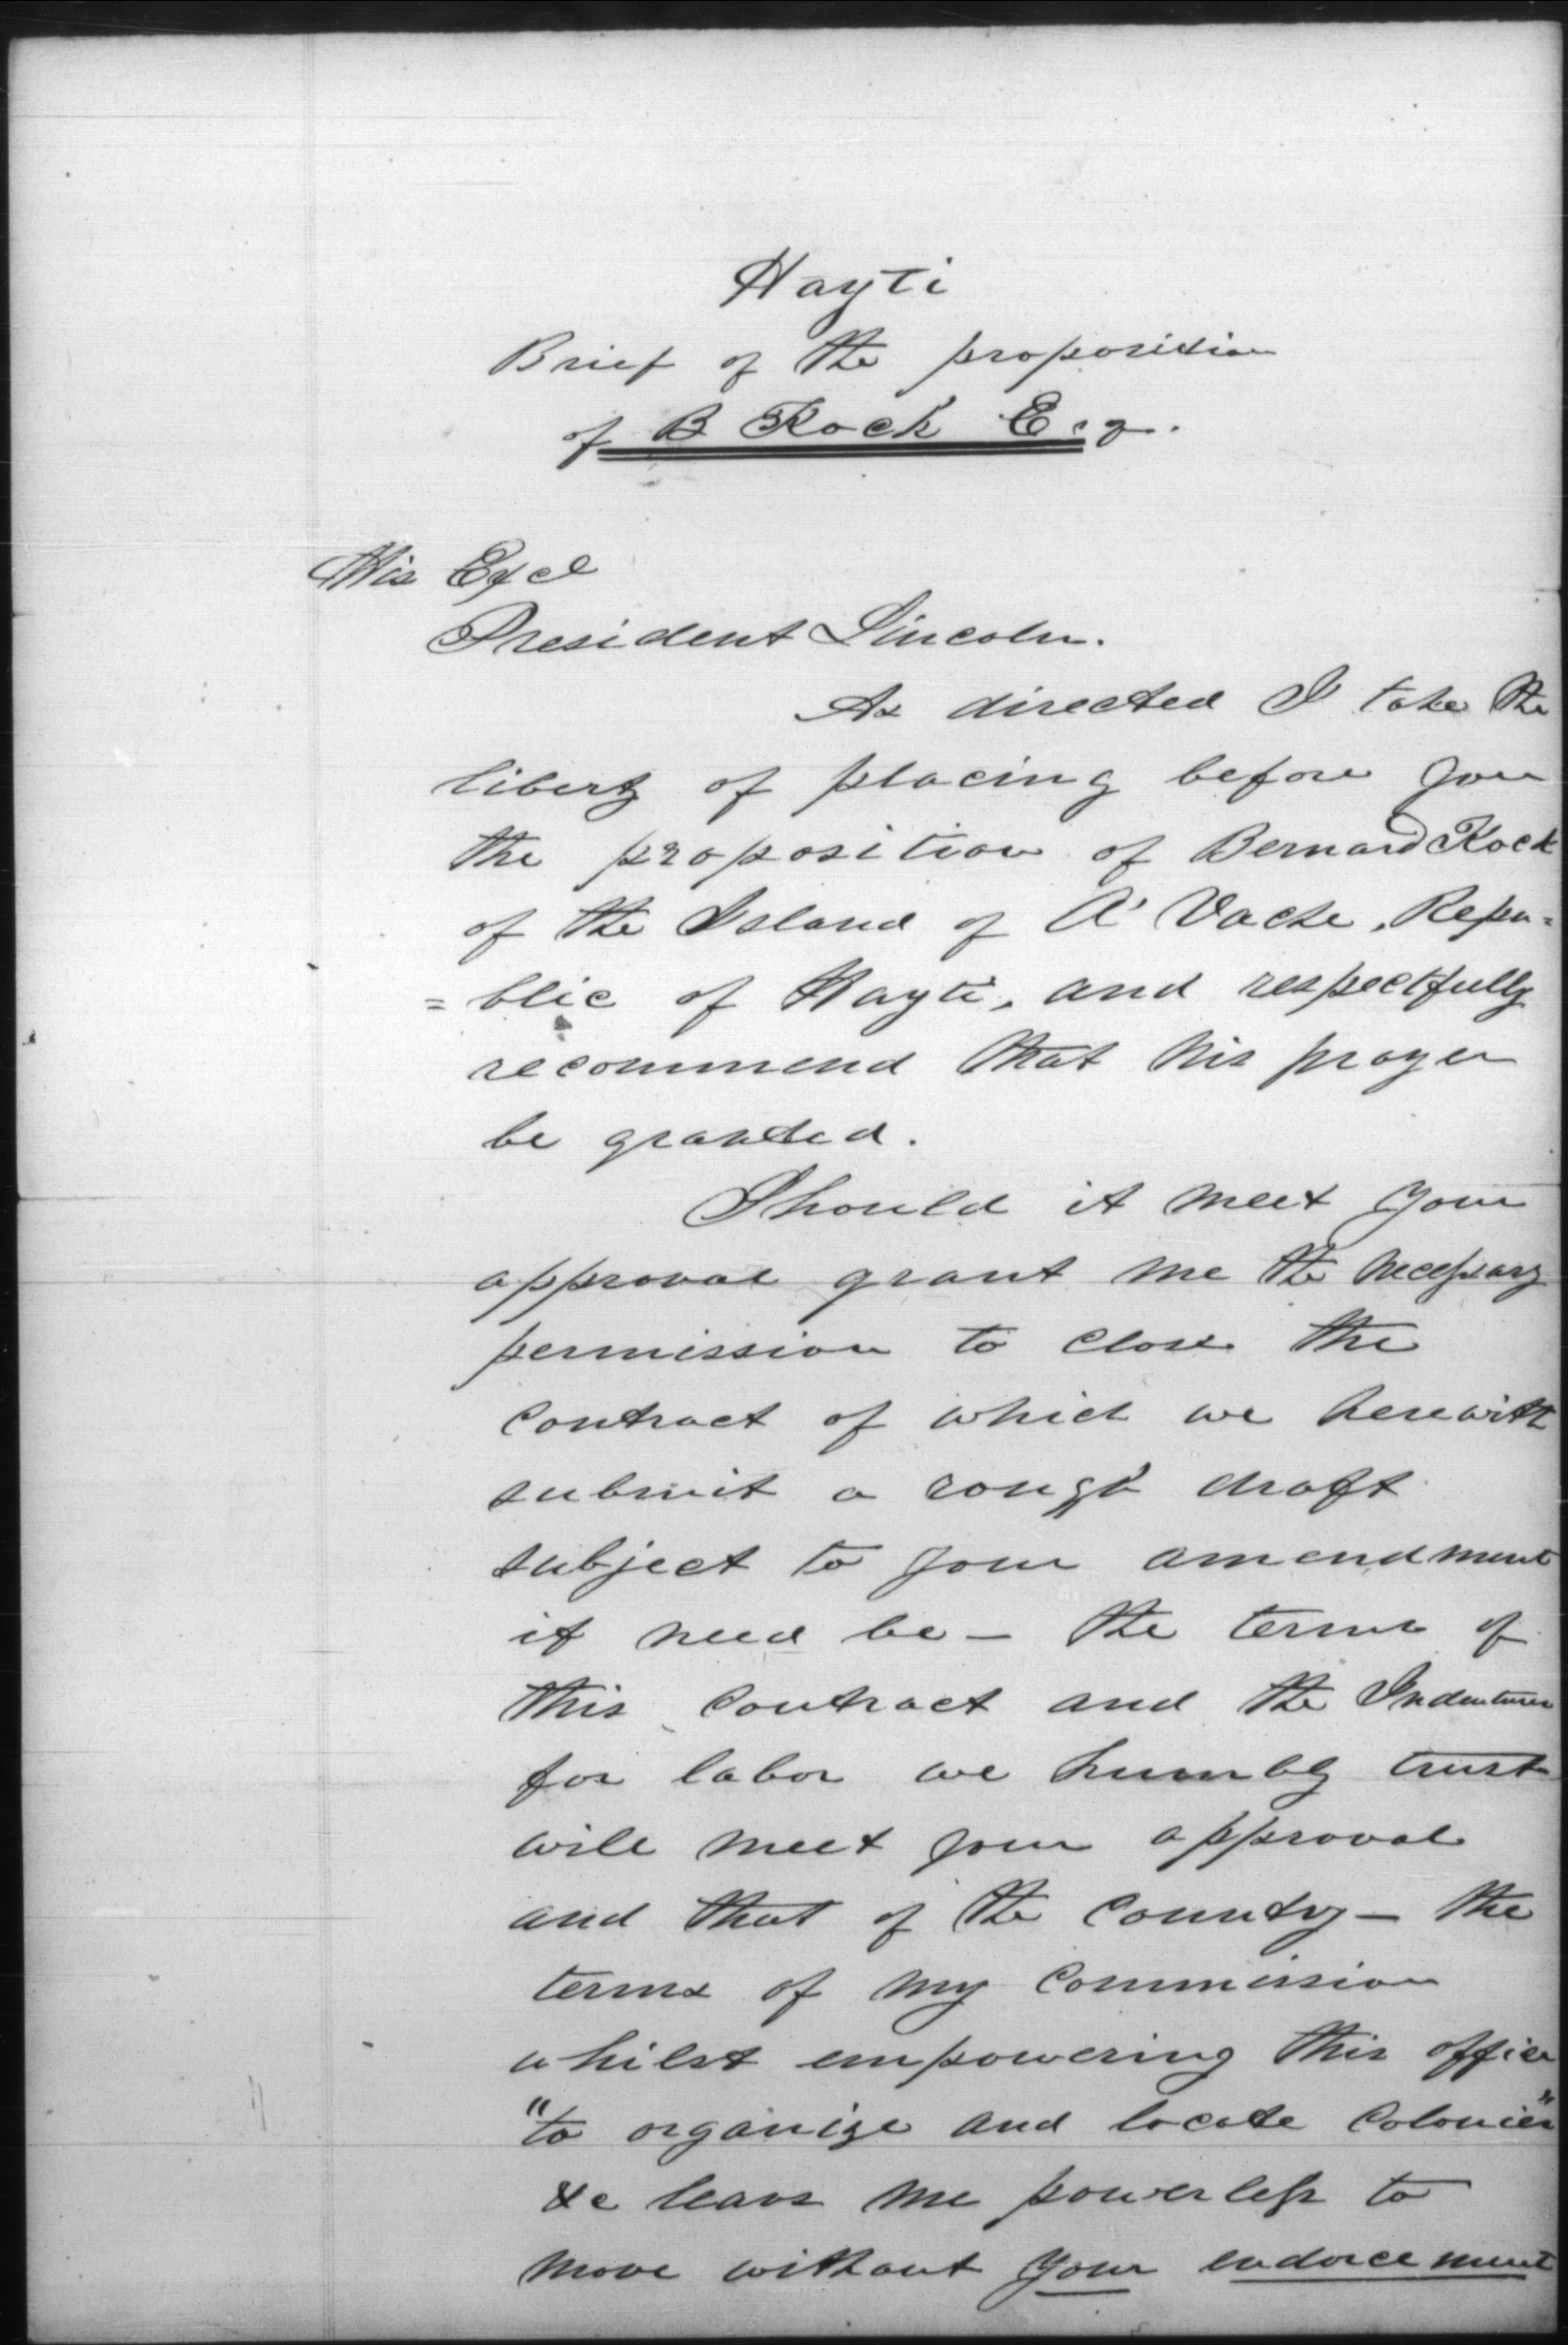 Hayti
Brief of the proposition
of B Kock Esq.
His Excl
President Lincoln.
As directed I take the
liberty of placing before you
the proposition of Bernard Kock
of the Island of A' Vache, Repu=
=blic of Hayti, and respectfully
recommend that his prayer
be granted.
Should it meet your
approval grant me the necessary
permission to close the
contract of which we herewith
submit a rough draft
subject to your amendment
if need be — the terms of
this contract and the Indentures
for labor we humbly trust
will meet your approval
and that of the Country — the
terms of my Commission
whilst empowering this office
"to organize and locate Colonies"
&c leave me powerless to
move without your endorcement